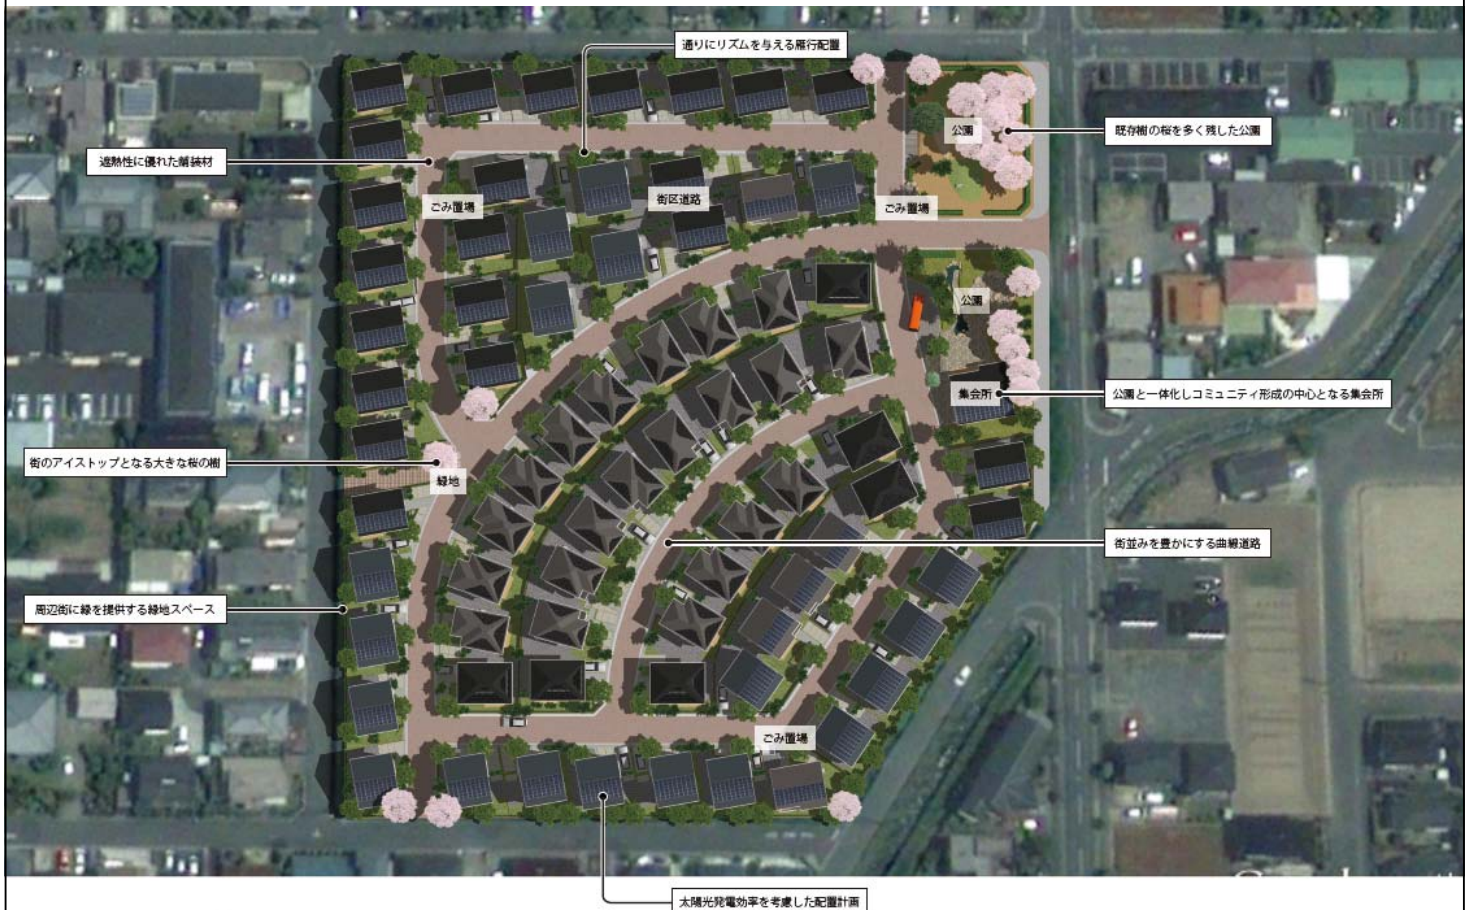 通りにリズムを与える雁行配置
公園
既存樹の桜を多く残した公園
遮熱性に優れた舗装材
ごみ置場
街区道路
ごみ置場
公園
集会所
公園と一体化しコミュニティ形成の中心となる集会所
街のアイストップとなる大きな桜の樹
緑地
街並みを豊かにする曲線道路
周辺街に緑を提供する緑地スペース
ごみ置場
太陽光発電効率を考慮した配置計画